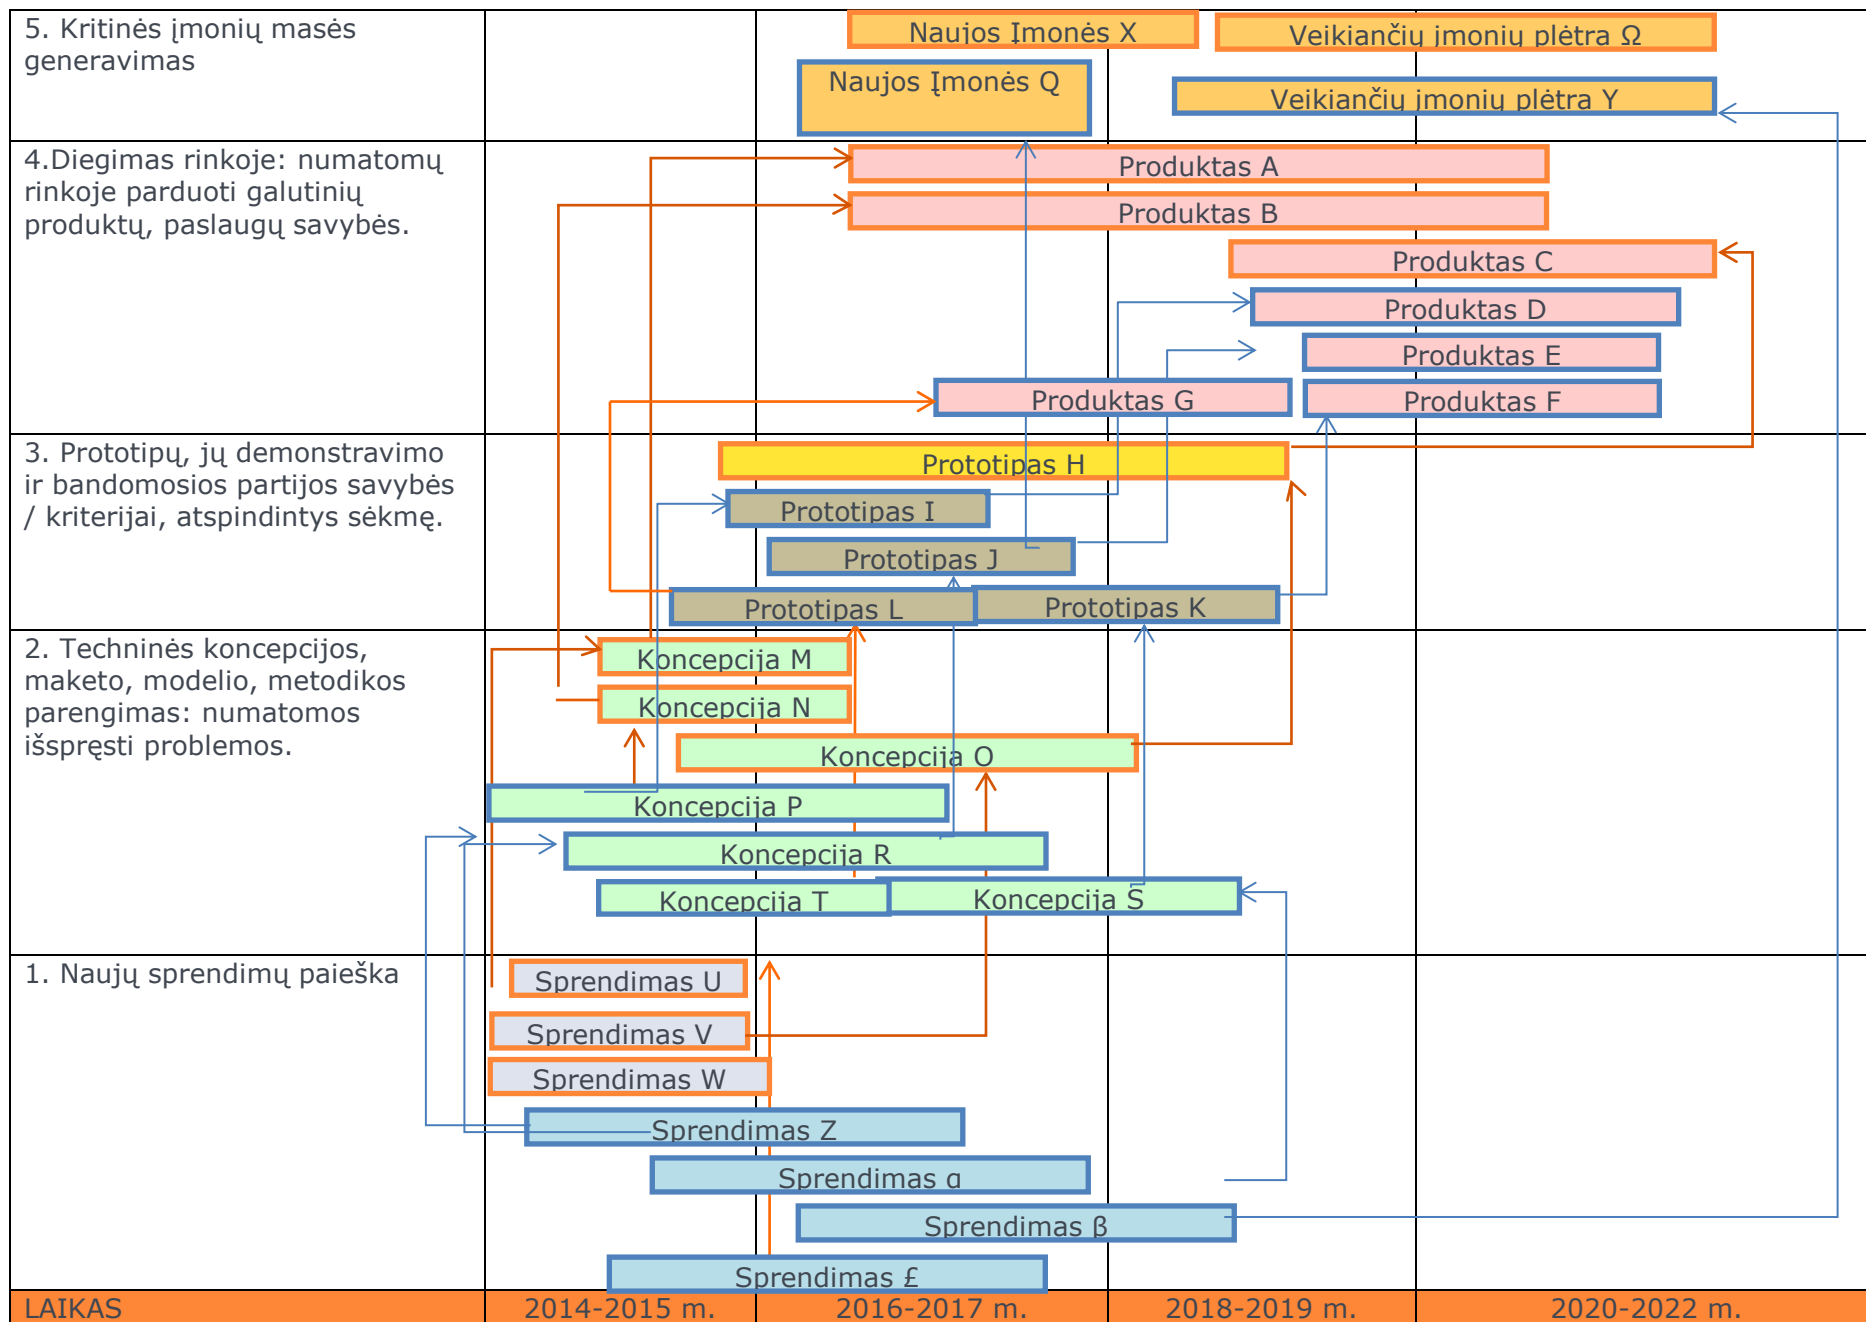 5. Kritinės įmonių masės
generavimas
Naujos Įmonės X
Veikiančių įmonių plėtra Ω
Naujos Įmonės Q
Veikiančių įmonių plėtra Y
4.Diegimas rinkoje: numatomų
rinkoje parduoti galutinių
produktų, paslaugų savybės.
Produktas A
Produktas B
Produktas C
Produktas D
Produktas E
Produktas G
Produktas F
3. Prototipų, jų demonstravimo
ir bandomosios partijos savybės
/ kriterijai, atspindintys sėkmę.
Prototipas H
Prototipas I
Prototipas J
Prototipas L
Prototipas K
2. Techninės koncepcijos,
maketo, modelio, metodikos
parengimas: numatomos
išspręsti problemos.
Koncepcija M
Koncepcija N
Koncepcija O
Koncepcija P
Koncepcija R
Koncepcija T
Koncepcija S
1. Naujų sprendimų paieška
Sprendimas U
Sprendimas V
Sprendimas W
Sprendimas Z
Sprendimas α
Sprendimas β
Sprendimas £
LAIKAS
2014-2015 m.
2016-2017 m.
2018-2019 m.
2020-2022 m.